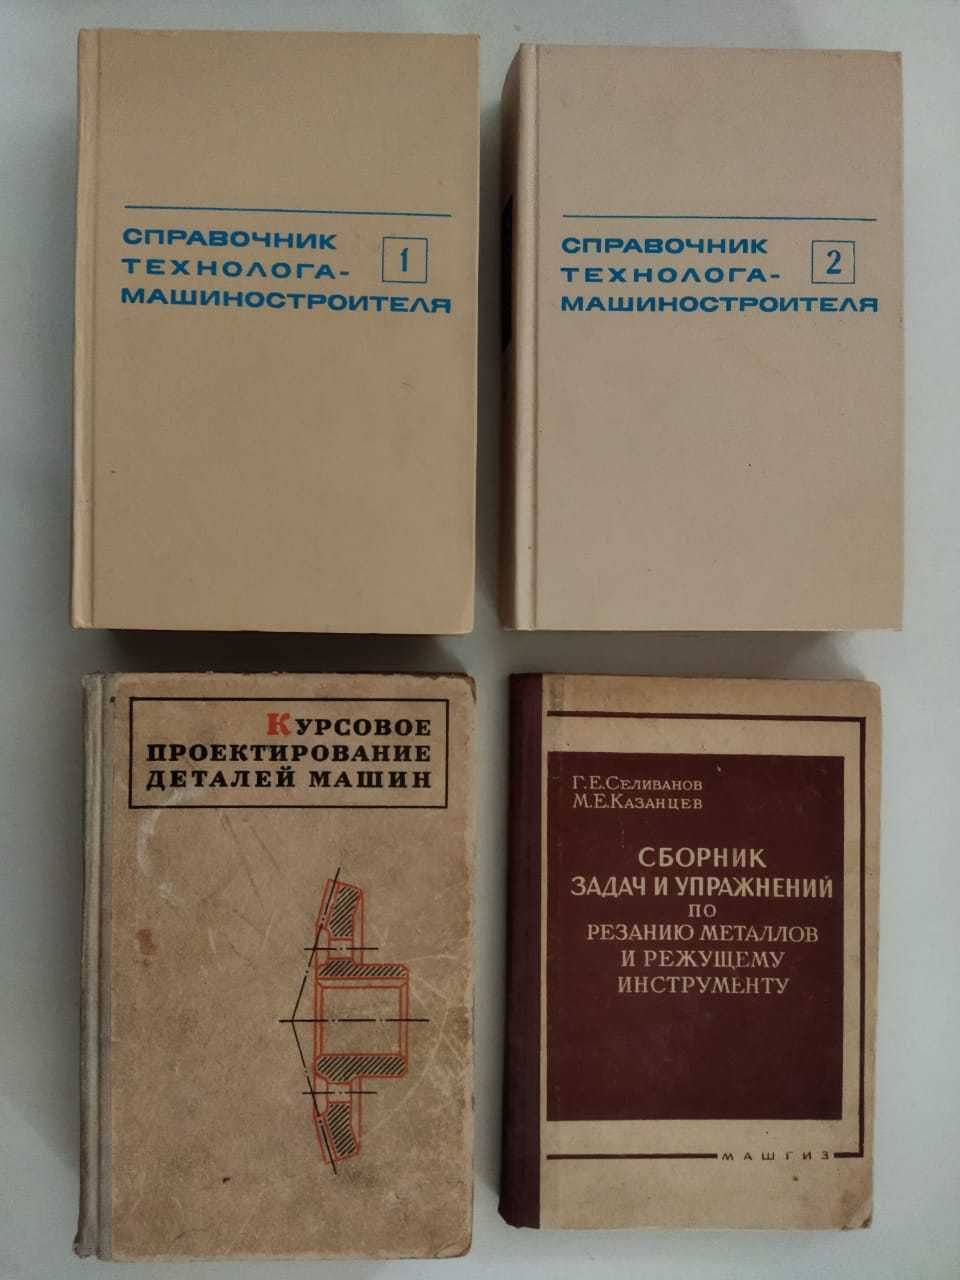 СПРАВОЧНИК
ТЕХНОЛОГА-
МАШИНОСТРОИТЕЛЯ
1
СПРАВОЧНИК
ТЕХНОЛОГА-
МАШИНОСТРОИТЕЛЯ
2
КУРСОВОЕ
ПРОЕКТИРОВАНИЕ
ДЕТАЛЕЙ МАШИН
Г.Е.СЕЛИВАНОВ
М.Е.КАЗАНЦЕВ
СБОРНИК
ЗАДАЧ И УПРАЖНЕНИЙ
ПО
РЕЗАНИЮ МЕТАЛЛОВ
И РЕЖУЩЕМУ
ИНСТРУМЕНТУ
МАШГИЗ